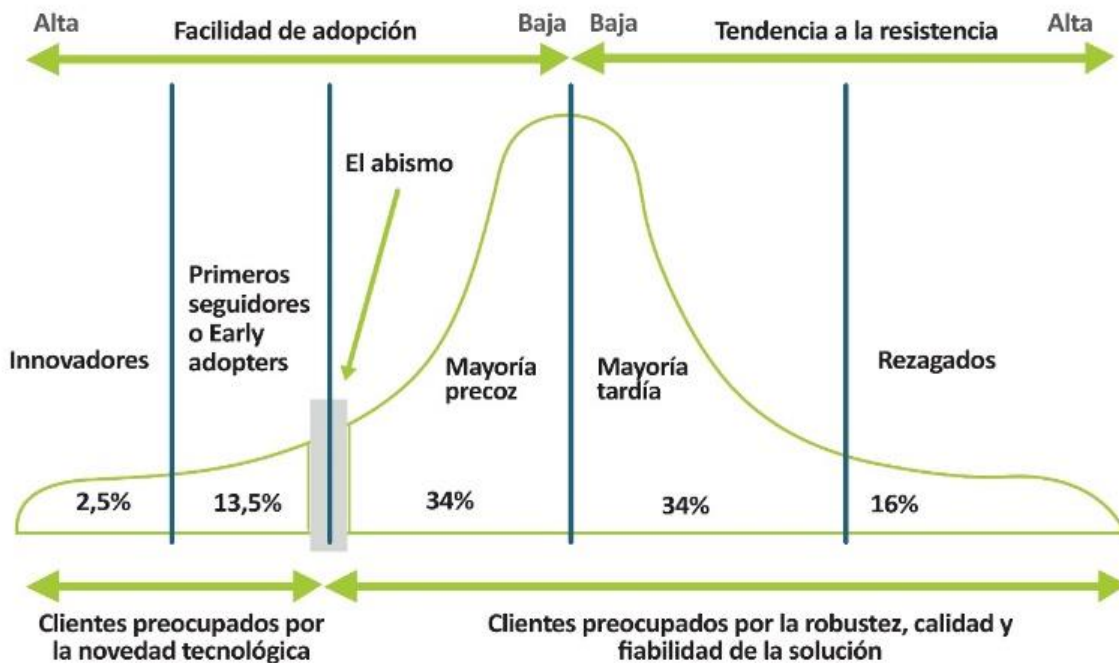 Alta
Facilidad de adopción
Baja
Baja
Tendencia a la resistencia
Alta
El abismo
Primeros
seguidores
o Early
adopters
Innovadores
Mayoría
precoz
Mayoría
tardía
Rezagados
2,5%
13,5%
34%
34%
16%
Clientes preocupados por
la novedad tecnológica
Clientes preocupados por la robustez, calidad y
fiabilidad de la solución